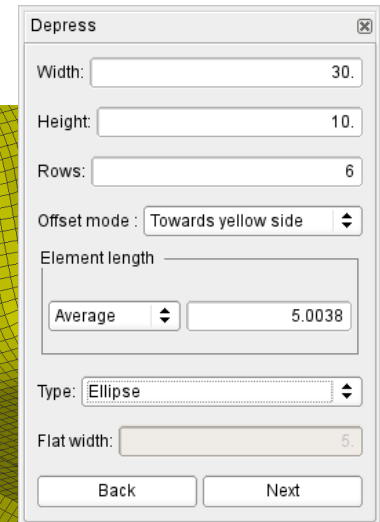 Depress
Width: 30.
Height: 10.
Rows: 6
Offset mode : Towards yellow side
Element length
Average 5.0038
Type: Ellipse
Flat width: 5.
Back Next